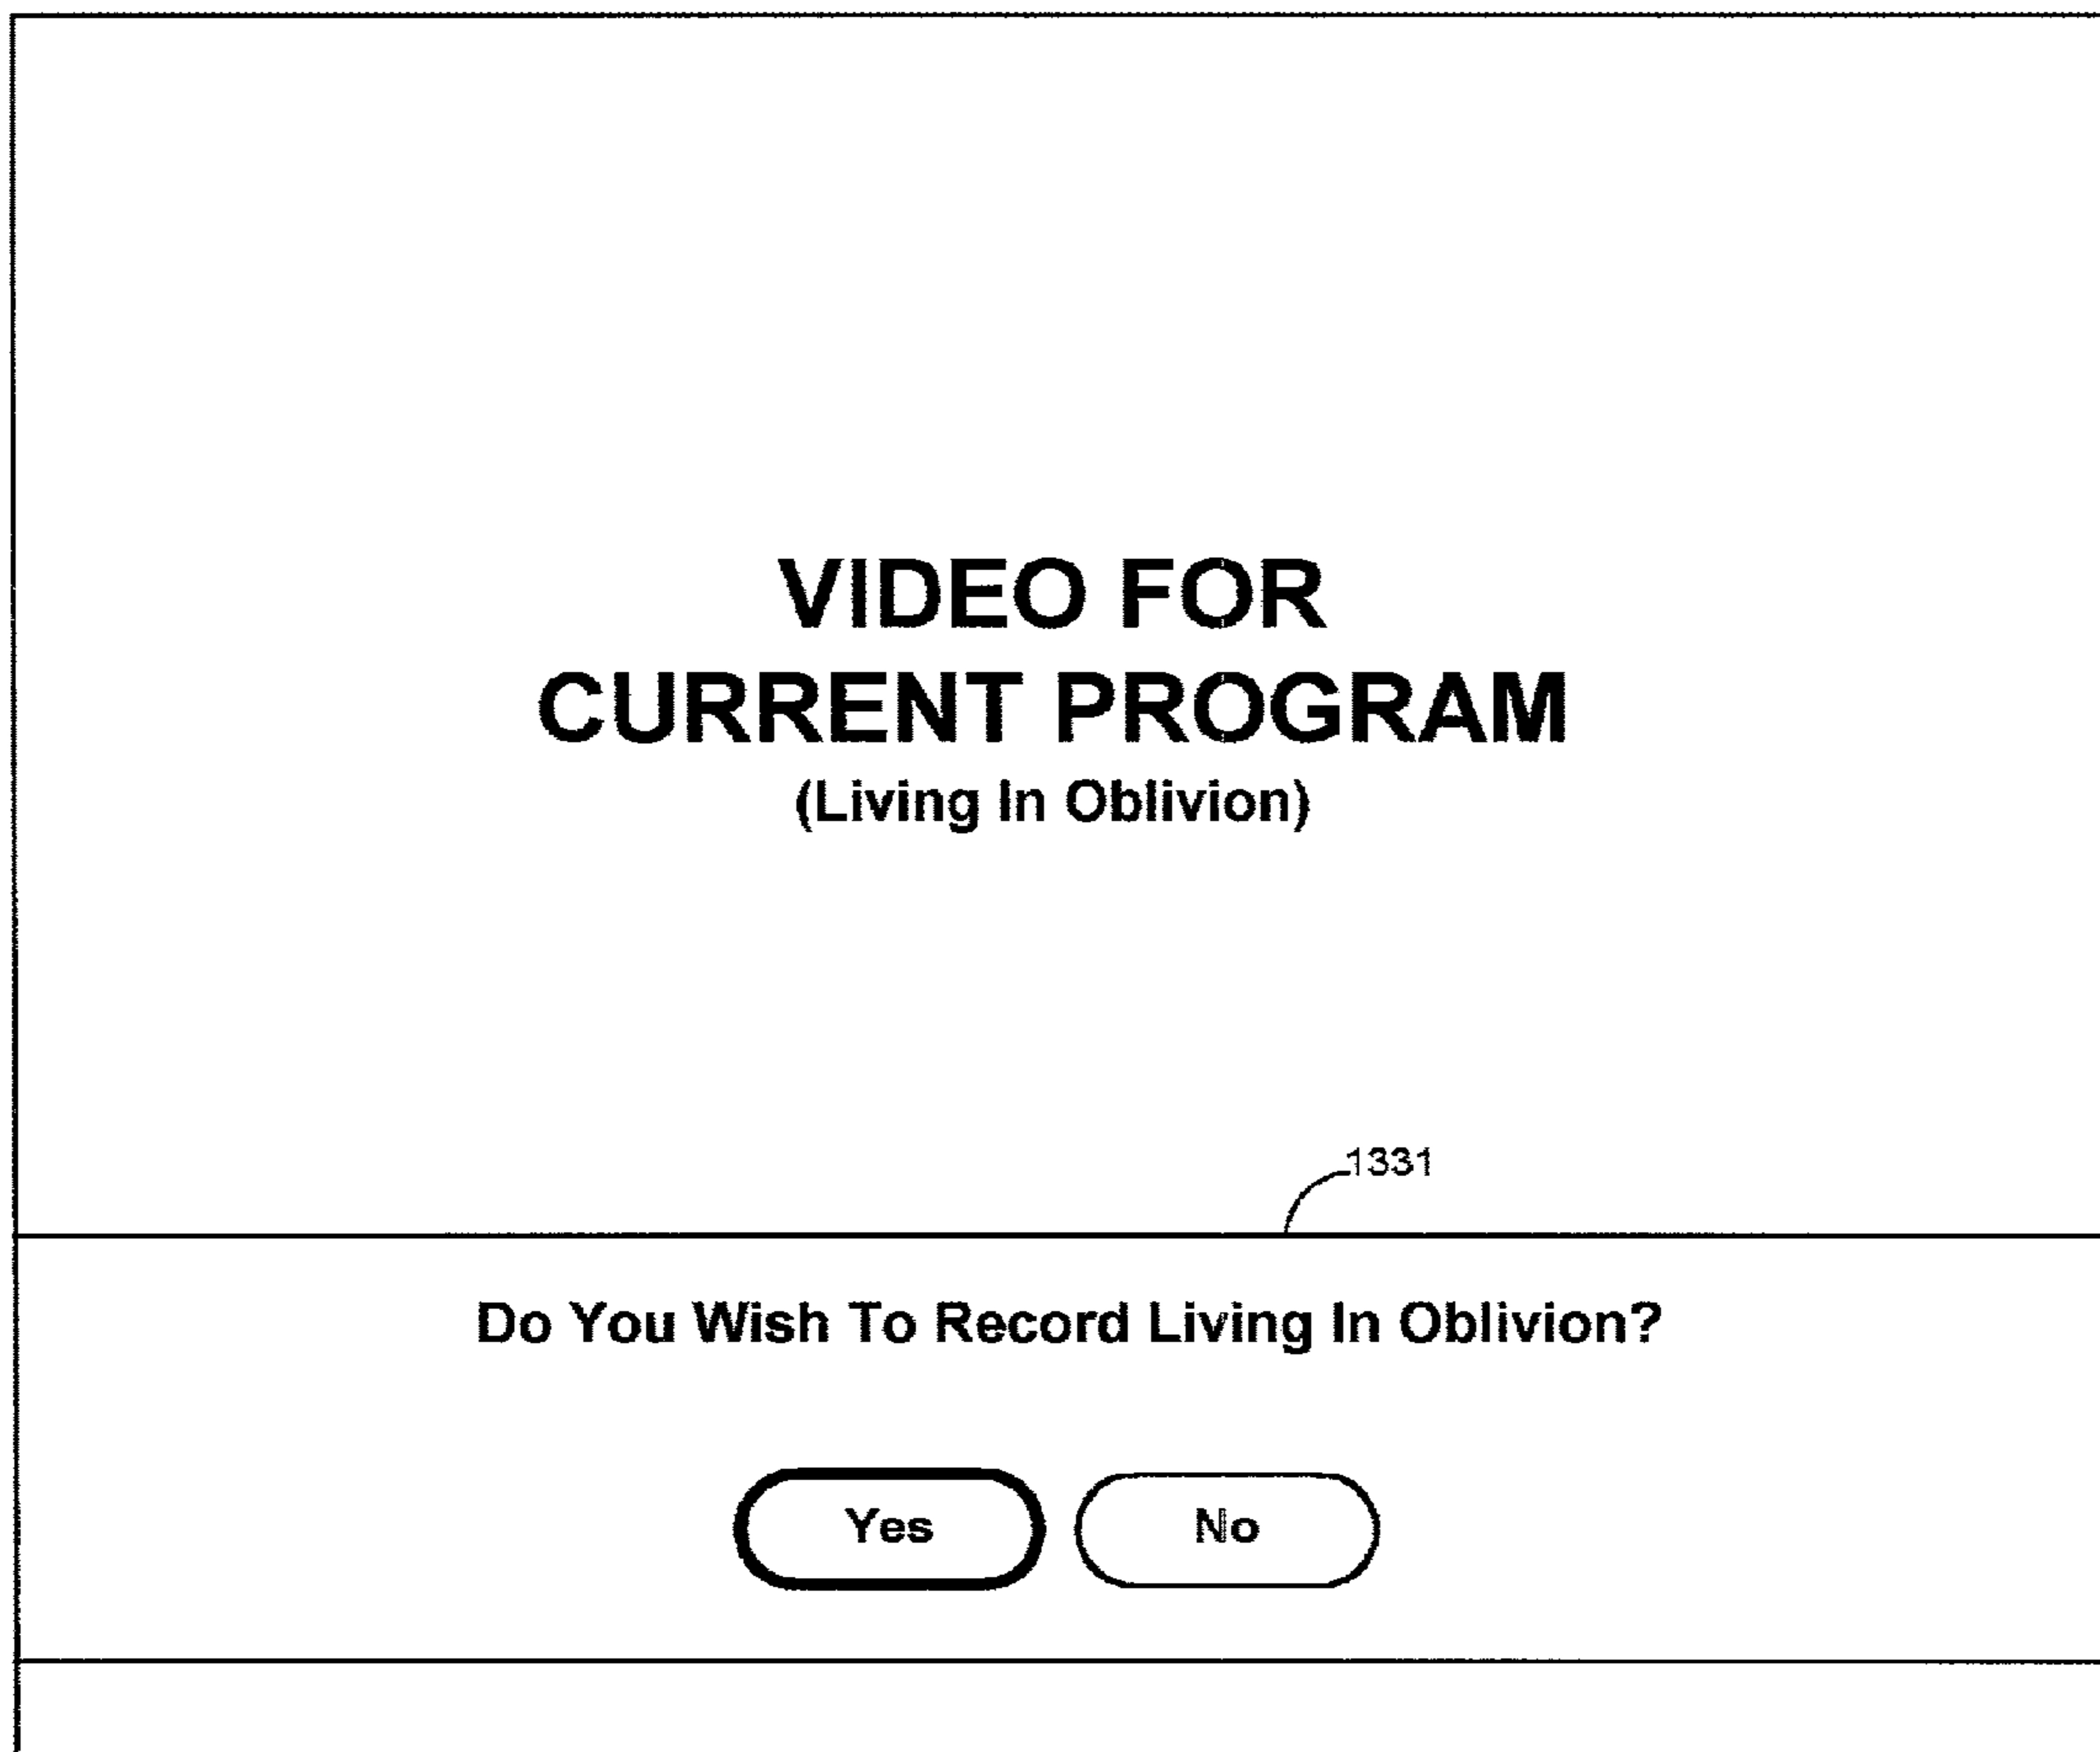 VIDEO FOR
CURRENT PROGRAM
(Living In Oblivion)
1331
Do You Wish To Record Living In Oblivion?
Yes No